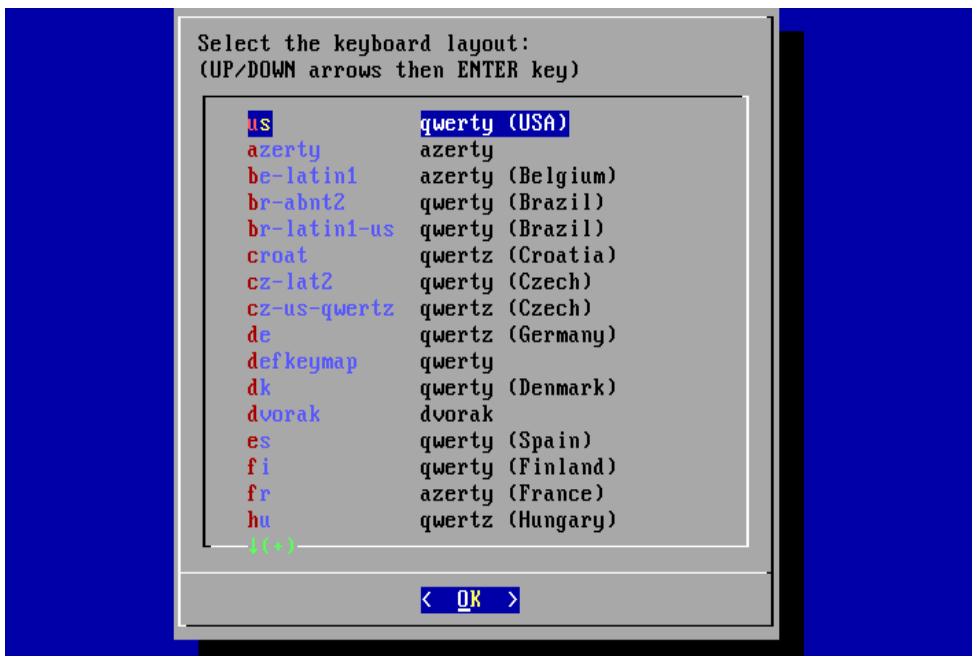 Select the keyboard layout:
(UP/DOWN arrows then ENTER key)
us qwerty (USA)
azerty azerty
be-latin1 azerty (Belgium)
br-abnt2 qwerty (Brazil)
br-latin1-us qwerty (Brazil)
croat qwertz (Croatia)
cz-lat2 qwerty (Czech)
cz-us-qwertz qwertz (Czech)
de qwertz (Germany)
defkeymap qwerty
dk qwerty (Denmark)
dvorak dvorak
es qwerty (Spain)
fi qwerty (Finland)
fr azerty (France)
hu qwertz (Hungary)
↓(+)
< OK >